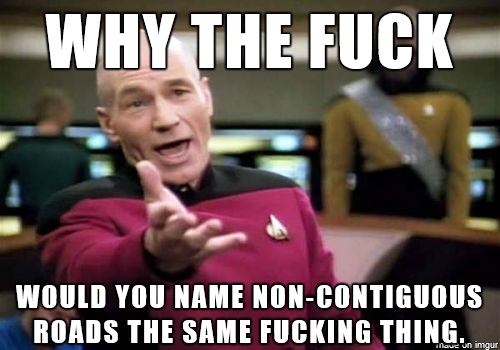 WHY THE FUCK
WOULD YOU NAME NON-CONTIGUOUS
ROADS THE SAME FUCKING THING.
made on imgur